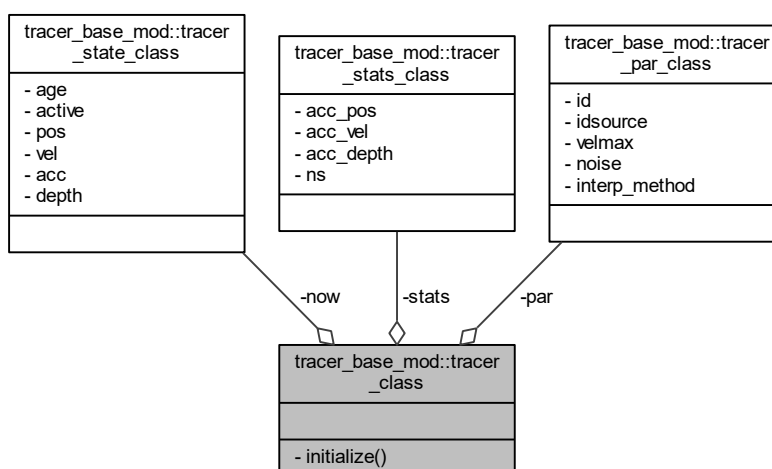 tracer_base_mod::tracer
_state_class
- age
- active
- pos
- vel
- acc
- depth
tracer_base_mod::tracer
_stats_class
- acc_pos
- acc_vel
- acc_depth
- ns
tracer_base_mod::tracer
_par_class
- id
- idsource
- velmax
- noise
- interp_method
-now
-stats
-par
tracer_base_mod::tracer
_class
- initialize()